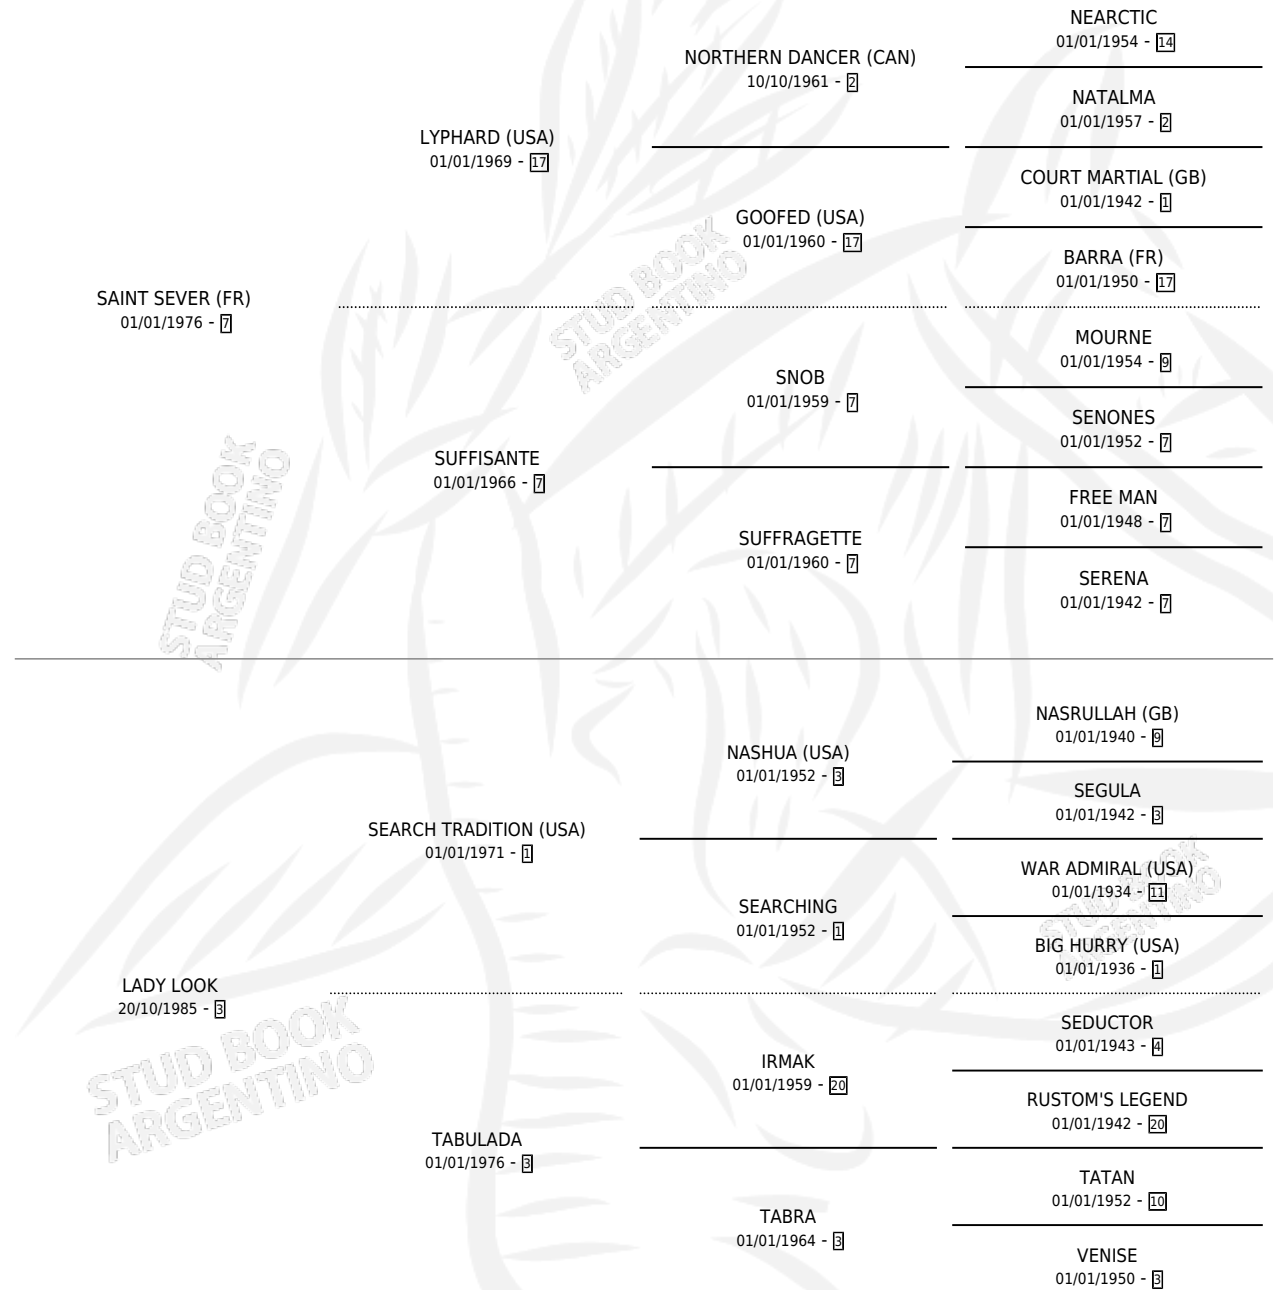 SAINT SEVER (FR)
01/01/1976 - 7
LYPHARD (USA)
01/01/1969 - 17
SUFFISANTE
01/01/1966 - 7
NORTHERN DANCER (CAN)
10/10/1961 - 2
GOOFED (USA)
01/01/1960 - 17
SNOB
01/01/1959 - 7
SUFFRAGETTE
01/01/1960 - 7
NEARCTIC
01/01/1954 - 14
NATALMA
01/01/1957 - 2
COURT MARTIAL (GB)
01/01/1942 - 1
BARRA (FR)
01/01/1950 - 17
MOURNE
01/01/1954 - 9
SENONES
01/01/1952 - 7
FREE MAN
01/01/1948 - 7
SERENA
01/01/1942 - 7
LADY LOOK
20/10/1985 - 3
SEARCH TRADITION (USA)
01/01/1971 - 1
TABULADA
01/01/1976 - 3
NASHUA (USA)
01/01/1952 - 3
SEARCHING
01/01/1952 - 1
IRMAK
01/01/1959 - 20
TABRA
01/01/1964 - 3
NASRULLAH (GB)
01/01/1940 - 9
SEGULA
01/01/1942 - 3
WAR ADMIRAL (USA)
01/01/1934 - 11
BIG HURRY (USA)
01/01/1936 - 1
SEDUCTOR
01/01/1943 - 4
RUSTOM'S LEGEND
01/01/1942 - 20
TATAN
01/01/1952 - 10
VENISE
01/01/1950 - 3
STUD BOOK
ARGENTINO
STUD BOOK
ARGENTINO
STUD BOOK
ARGENTINO
STUD BOOK
ARGENTINO